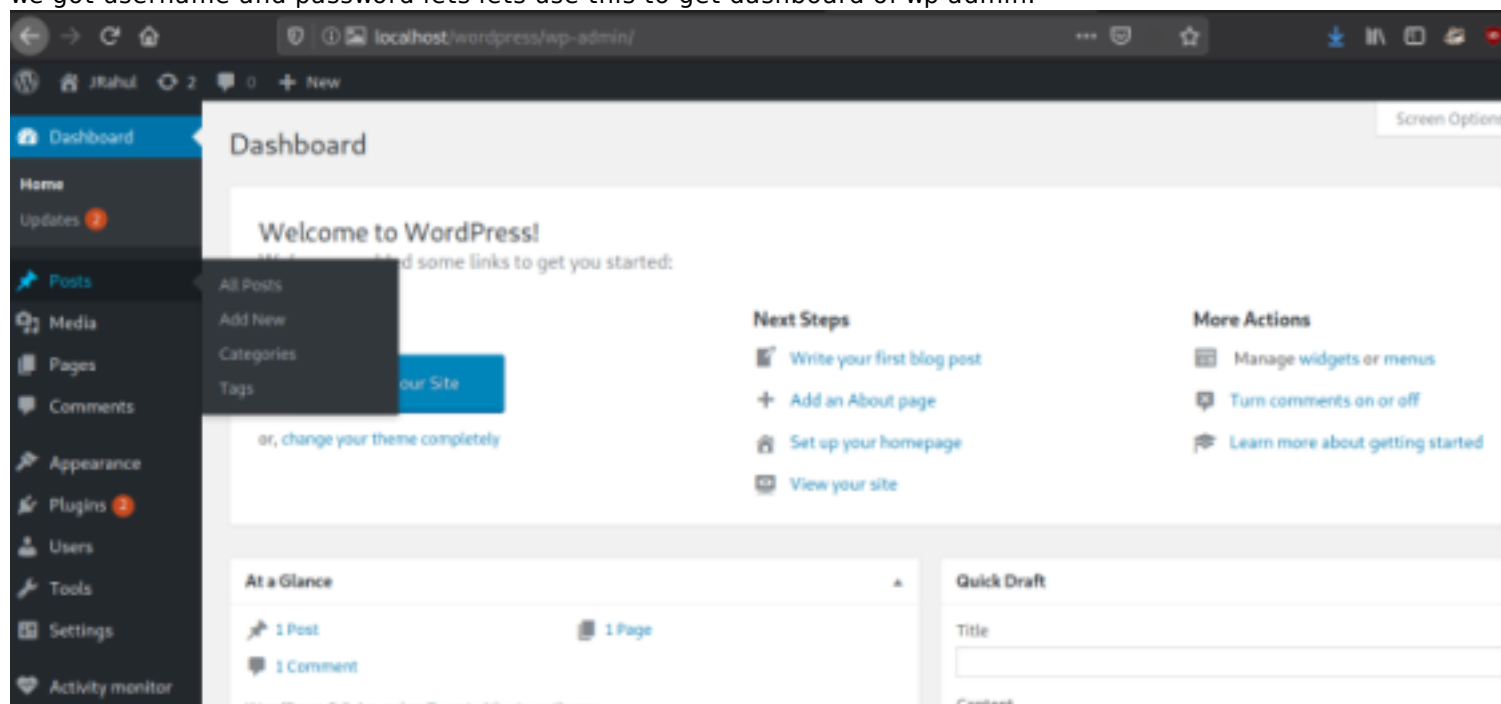 we got username and password lets lets use this to get dashboard of wp admin.
localhost/wordpress/wp-admin/
JRahul 2 0 + New
Screen Options
Dashboard
Dashboard
Home
Updates 2
Welcome to WordPress!
some links to get you started:
Posts
All Posts
Media
Add New
Next Steps
More Actions
Pages
Categories
Write your first blog post
Manage widgets or menus
Comments
Tags
our Site
Add an About page
Turn comments on or off
or, change your theme completely
Set up your homepage
Learn more about getting started
Appearance
View your site
Plugins 2
Users
Tools
At a Glance
Quick Draft
Settings
1 Post
1 Page
Title
1 Comment
Activity monitor
Content